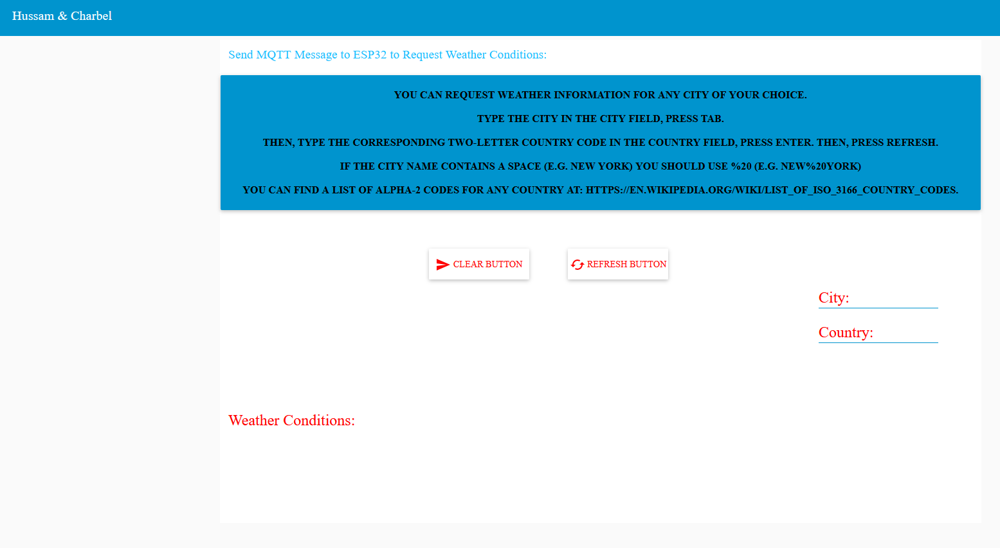 Hussam & Charbel
Send MQTT Message to ESP32 to Request Weather Conditions:
YOU CAN REQUEST WEATHER INFORMATION FOR ANY CITY OF YOUR CHOICE.
TYPE THE CITY IN THE CITY FIELD, PRESS TAB.
THEN, TYPE THE CORRESPONDING TWO-LETTER COUNTRY CODE IN THE COUNTRY FIELD, PRESS ENTER. THEN, PRESS REFRESH.
IF THE CITY NAME CONTAINS A SPACE (E.G. NEW YORK) YOU SHOULD USE %20 (E.G. NEW%20YORK)
YOU CAN FIND A LIST OF ALPHA-2 CODES FOR ANY COUNTRY AT: HTTPS://EN.WIKIPEDIA.ORG/WIKI/LIST_OF_ISO_3166_COUNTRY_CODES.
CLEAR BUTTON
REFRESH BUTTON
City:
Country:
Weather Conditions: